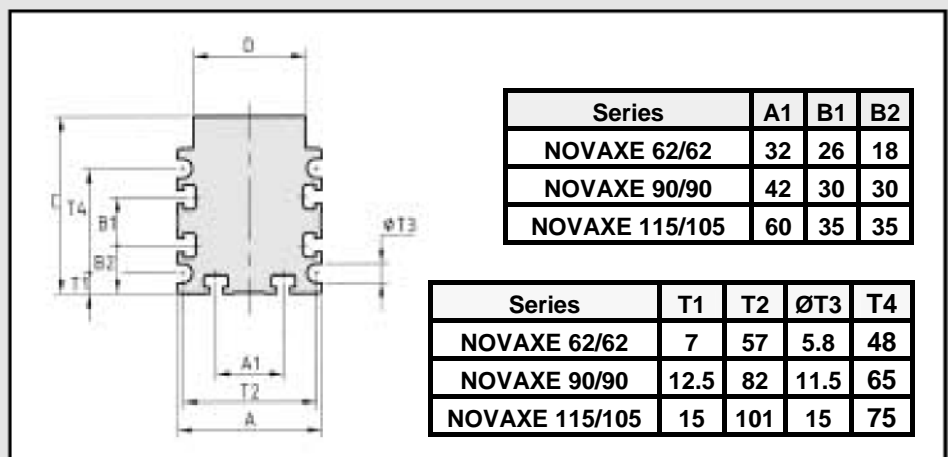 D
C
T4
B1
B2
T1
ØT3
A1
T2
A
Series A1 B1 B2
NOVAXE 62/62 32 26 18
NOVAXE 90/90 42 30 30
NOVAXE 115/105 60 35 35
Series T1 T2 ØT3 T4
NOVAXE 62/62 7 57 5.8 48
NOVAXE 90/90 12.5 82 11.5 65
NOVAXE 115/105 15 101 15 75